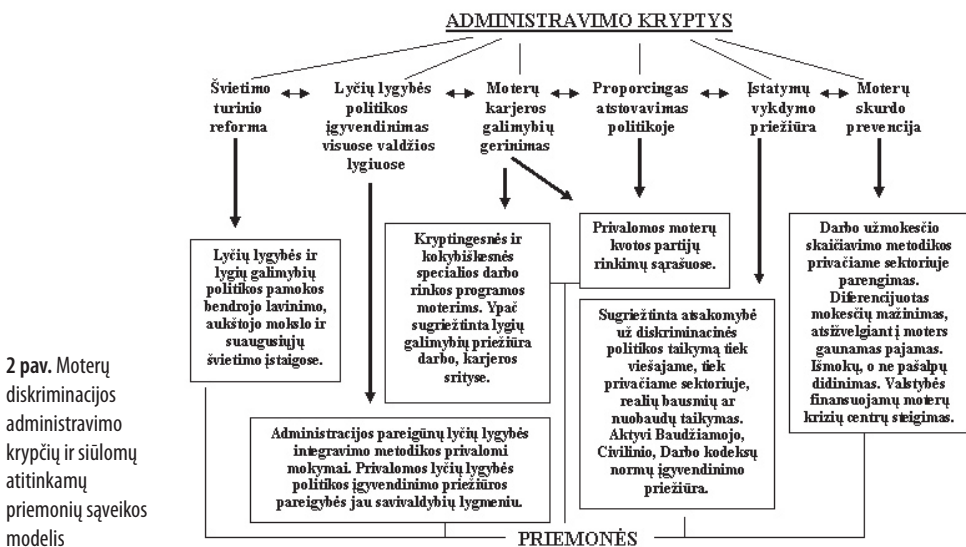 ADMINISTRAVIMO KRYPTYS
Švietimo
turinio
reforma
Lyčių lygybės
politikos
įgyvendinimas
visuose valdžios
lygiuose
Moterų
karjeros
galimybių
gerinimas
Proporcingas
atstovavimas
politikoje
Įstatymų
vykdymo
priežiūra
Moterų
skurdo
prevencija
Lyčių lygybės ir
lygių galimybių
politikos pamokos
bendrojo lavinimo,
aukštojo mokslo ir
suaugusiųjų
švietimo įstaigose.
Kryptingesnės ir
kokybiškesnės
specialios darbo
rinkos programos
moterims. Ypač
sugriežtinta lygių
galimybių priežiūra
darbo, karjeros
srityse.
Privalomos moterų
kvotos partijų
rinkimų sąrašuose.
Darbo užmokesčio
skaičiavimo metodikos
privačiame sektoriuje
parengimas.
Diferencijuotas
mokesčių mažinimas,
atsižvelgiant į moters
gaunamas pajamas.
Išmokų, o ne pašalpų
didinimas. Valstybės
finansuojamų moterų
krizių centrų steigimas.
Sugriežtinta atsakomybė
už diskriminacinės
politikos taikymą tiek
viešajame, tiek
privačiame sektoriuje,
realių bausmių ar
nuobaudų taikymas.
Aktyvi Baudžiamojo,
Civilinio, Darbo kodeksų
normų įgyvendinimo
priežiūra.
Administracijos pareigūnų lyčių lygybės
integravimo metodikos privalomi
mokymai. Privalomos lyčių lygybės
politikos įgyvendinimo priežiūros
pareigybės jau savivaldybių lygmeniu.
PRIEMONĖS
2 pav. Moterų
diskriminacijos
administravimo
krypčių ir siūlomų
atitinkamų
priemonių sąveikos
modelis